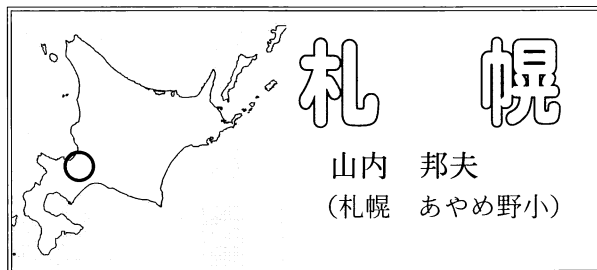 札幌
山内　邦夫
（札幌　あやめ野小）